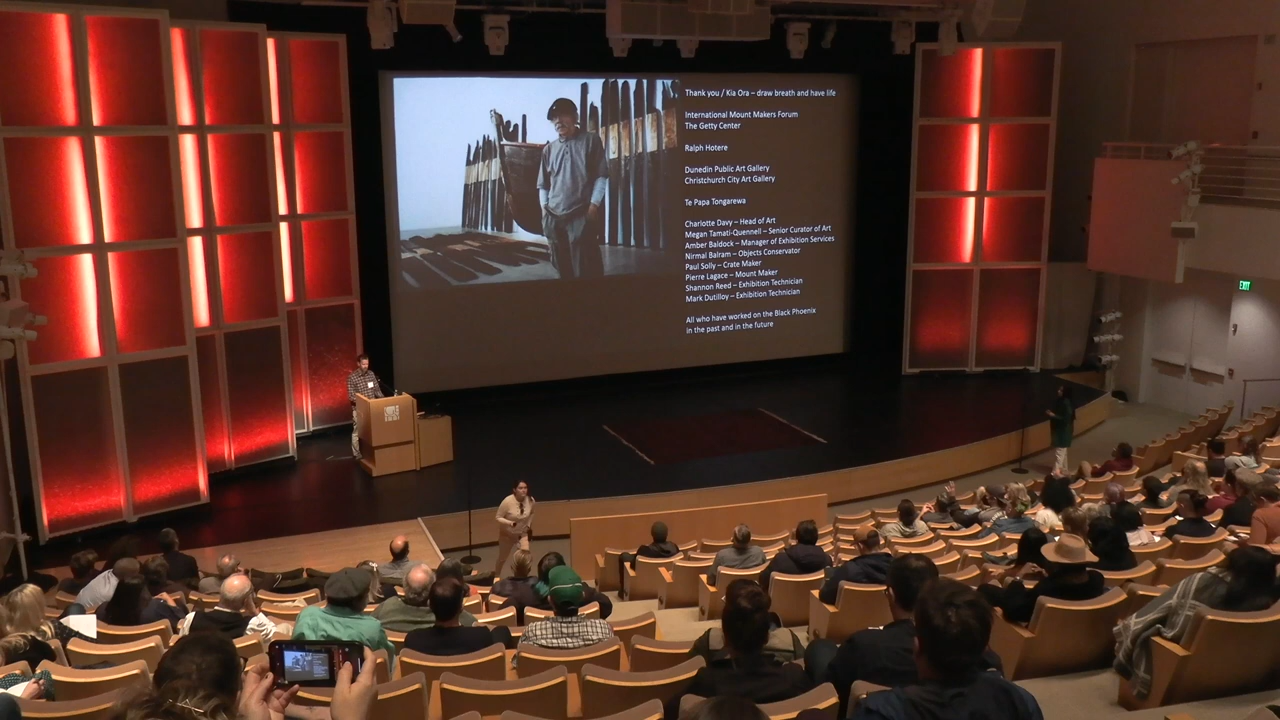 Thank you / Kia Ora – draw breath and have life
International Mount Makers Forum
The Getty Center
Ralph Hotere
Dunedin Public Art Gallery
Christchurch City Art Gallery
Te Papa Tongarewa
Charlotte Davy – Head of Art
Megan Tamati-Quennell – Senior Curator of Art
Amber Baldock – Manager of Exhibition Services
Nirmal Balram – Objects Conservator
Paul Solly – Crate Maker
Pierre Lagace – Mount Maker
Shannon Reed – Exhibition Technician
Mark Dutilloy – Exhibition Technician
All who have worked on the Black Phoenix
in the past and in the future
EXIT